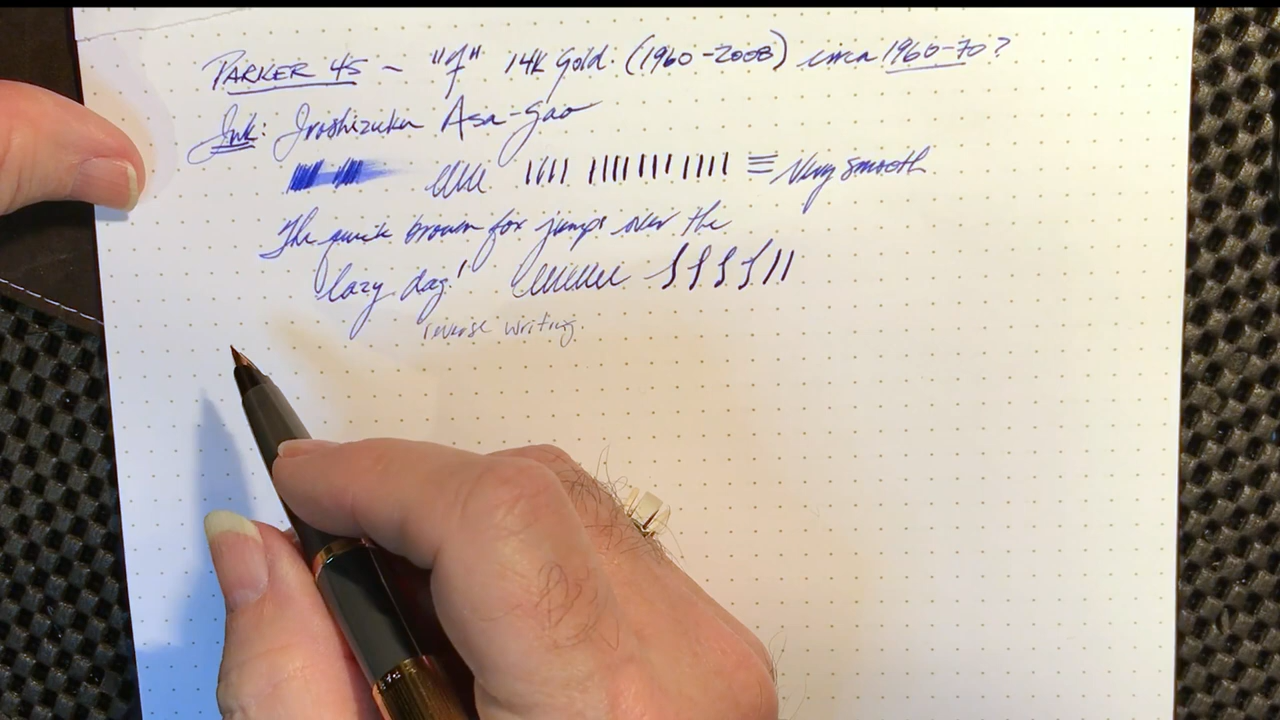 PARKER 45 - "f" 14K Gold. (1960-2008) circa 1960-70?
Ink: Iroshizuku Asa-gao
Very smooth
The quick brown fox jumps over the
lazy dog!
reverse writing.